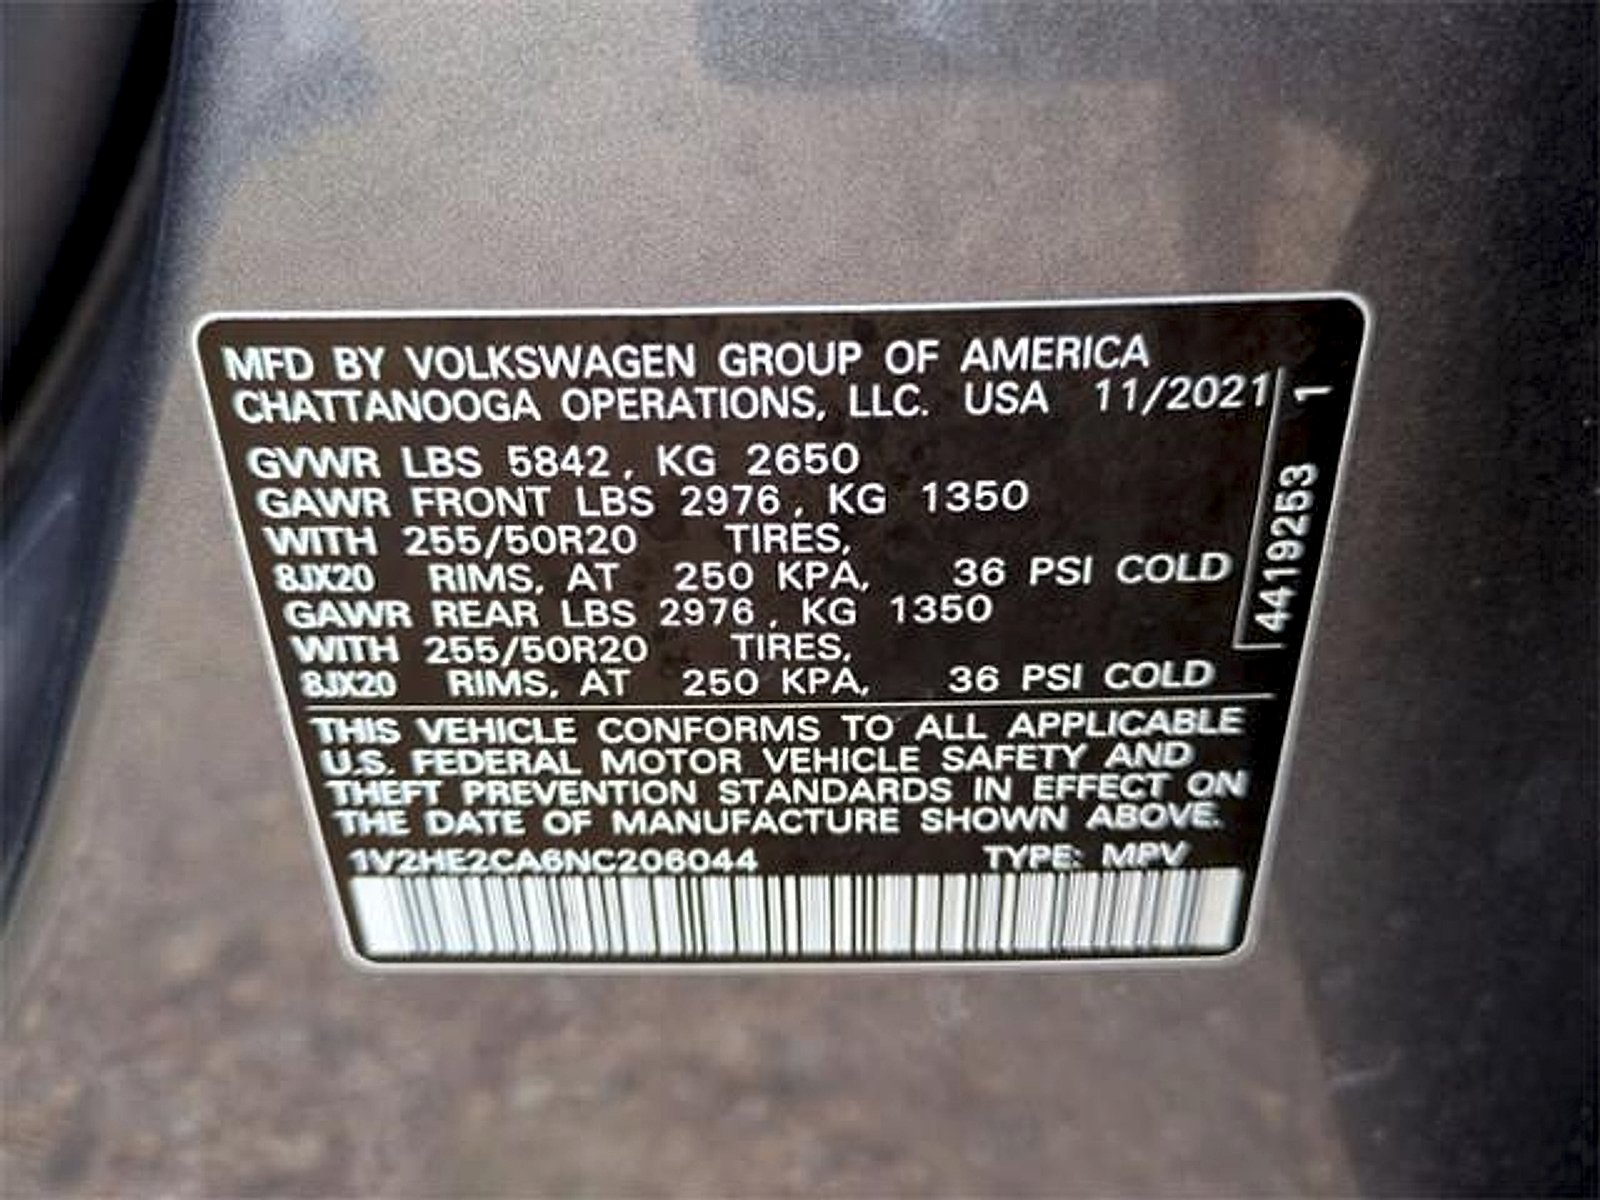 MFD BY VOLKSWAGEN GROUP OF AMERICA
CHATTANOOGA OPERATIONS, LLC. USA 11/2021
GVWR LBS 5842, KG 2650
GAWR FRONT LBS 2976, KG 1350
WITH 255/50R20 TIRES,
8JX20 RIMS, AT 250 KPA, 36 PSI COLD
GAWR REAR LBS 2976, KG 1350
WITH 255/50R20 TIRES,
8JX20 RIMS, AT 250 KPA, 36 PSI COLD
THIS VEHICLE CONFORMS TO ALL APPLICABLE
U.S. FEDERAL MOTOR VEHICLE SAFETY AND
THEFT PREVENTION STANDARDS IN EFFECT ON
THE DATE OF MANUFACTURE SHOWN ABOVE.
1V2HE2CA6NC206044 TYPE: MPV
4419253 1